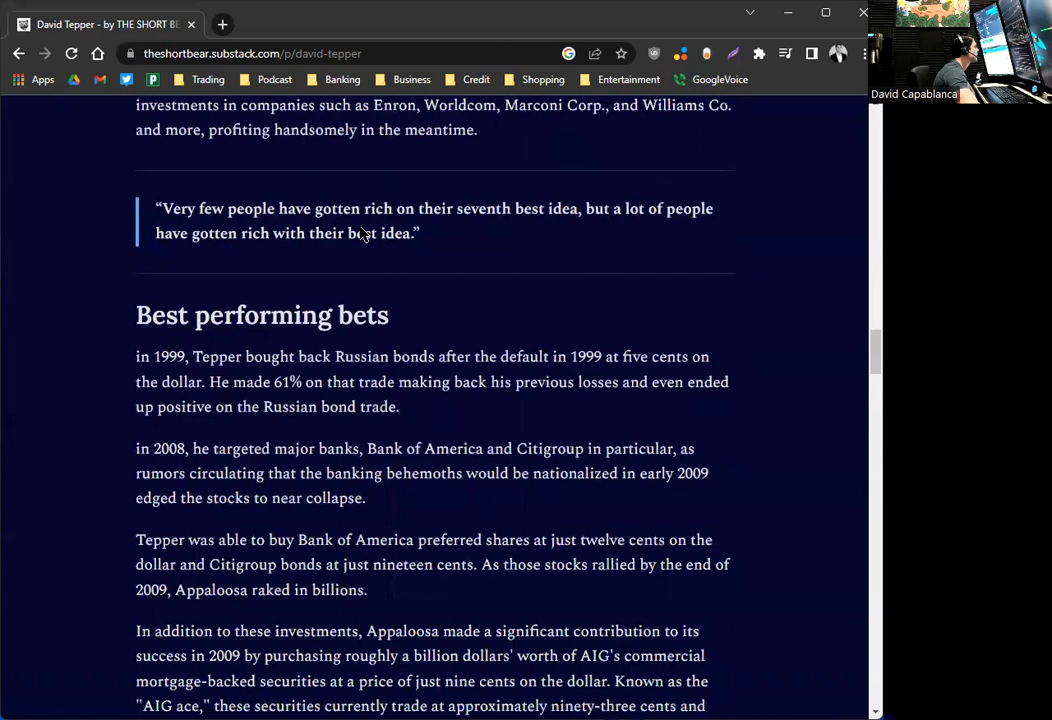 David Tepper - by THE SHORT BE
theshortbear.substack.com/p/david-tepper
Apps
Trading
Podcast
Banking
Business
Credit
Shopping
Entertainment
GoogleVoice
David Capablanca
investments in companies such as Enron, Worldcom, Marconi Corp., and Williams Co.
and more, profiting handsomely in the meantime.
“Very few people have gotten rich on their seventh best idea, but a lot of people
have gotten rich with their best idea.”
Best performing bets
in 1999, Tepper bought back Russian bonds after the default in 1999 at five cents on
the dollar. He made 61% on that trade making back his previous losses and even ended
up positive on the Russian bond trade.
in 2008, he targeted major banks, Bank of America and Citigroup in particular, as
rumors circulating that the banking behemoths would be nationalized in early 2009
edged the stocks to near collapse.
Tepper was able to buy Bank of America preferred shares at just twelve cents on the
dollar and Citigroup bonds at just nineteen cents. As those stocks rallied by the end of
2009, Appaloosa raked in billions.
In addition to these investments, Appaloosa made a significant contribution to its
success in 2009 by purchasing roughly a billion dollars' worth of AIG's commercial
mortgage-backed securities at a price of just nine cents on the dollar. Known as the
"AIG ace," these securities currently trade at approximately ninety-three cents and